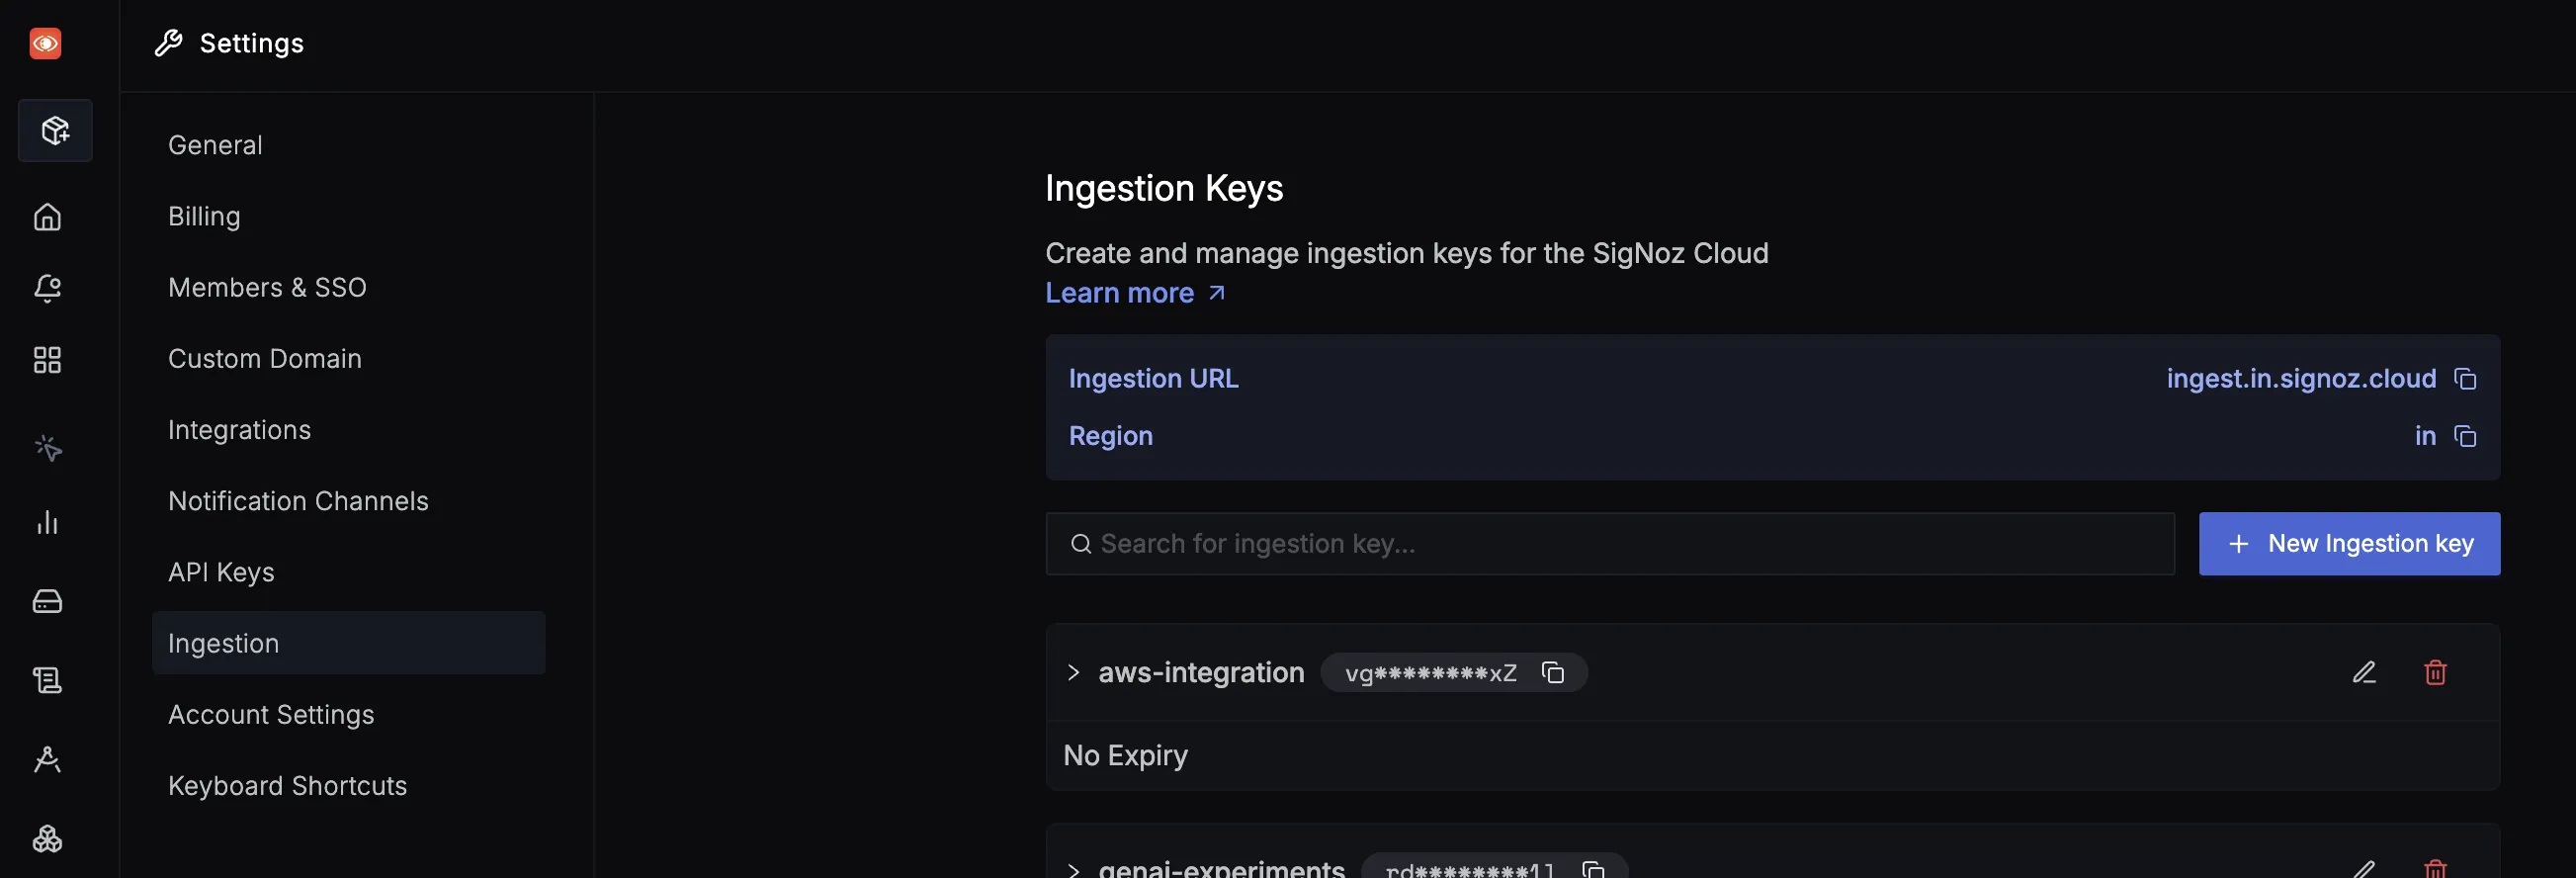 Settings
General
Billing
Members & SSO
Custom Domain
Integrations
Notification Channels
API Keys
Ingestion
Account Settings
Keyboard Shortcuts
Ingestion Keys
Create and manage ingestion keys for the SigNoz Cloud
Learn more
Ingestion URL ingest.in.signoz.cloud
Region in
Search for ingestion key...
New Ingestion key
aws-integration vg********xZ
No Expiry
genai-experiments